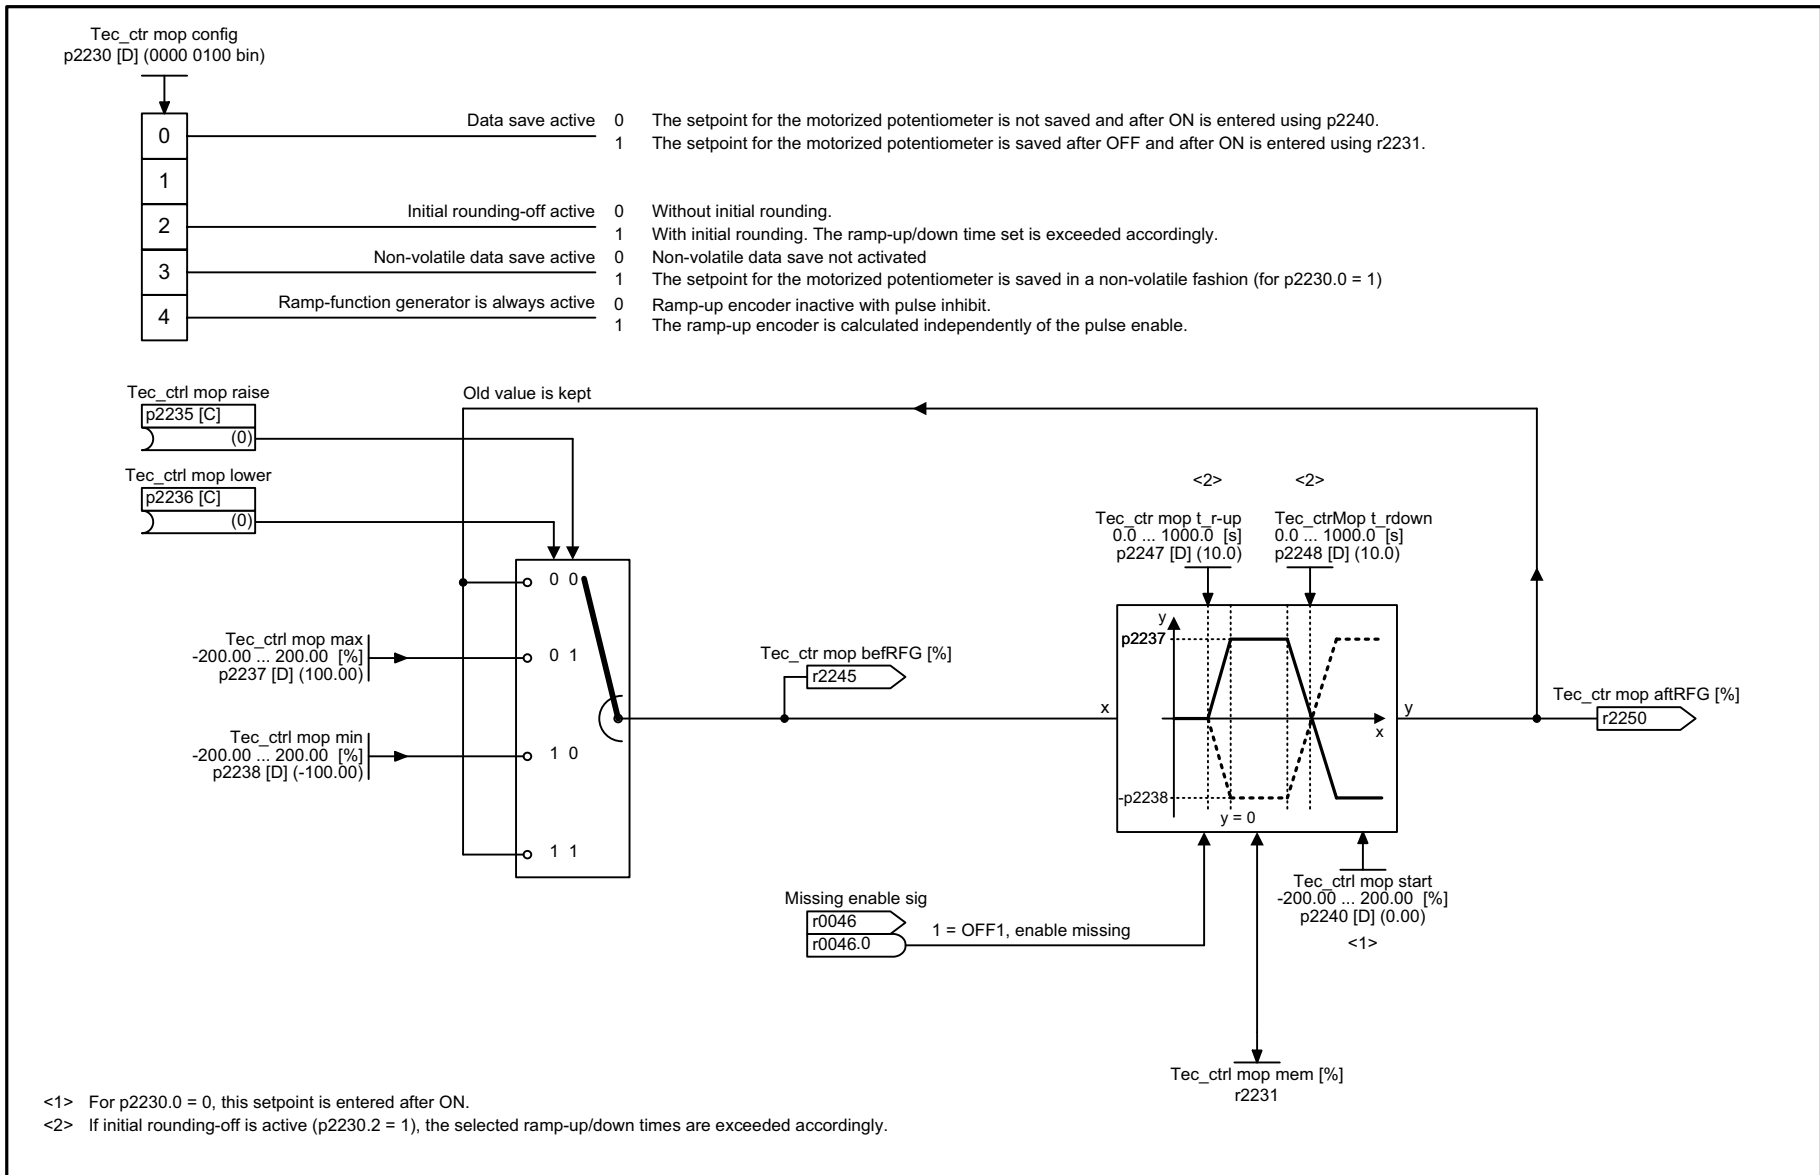 Tec_ctr mop config
p2230 [D] (0000 0100 bin)
0
1
2
3
4
Data save active 0 The setpoint for the motorized potentiometer is not saved and after ON is entered using p2240.
1 The setpoint for the motorized potentiometer is saved after OFF and after ON is entered using r2231.
Initial rounding-off active 0 Without initial rounding.
1 With initial rounding. The ramp-up/down time set is exceeded accordingly.
Non-volatile data save active 0 Non-volatile data save not activated
1 The setpoint for the motorized potentiometer is saved in a non-volatile fashion (for p2230.0 = 1)
Ramp-function generator is always active 0 Ramp-up encoder inactive with pulse inhibit.
1 The ramp-up encoder is calculated independently of the pulse enable.
Tec_ctrl mop raise
p2235 [C]
(0)
Tec_ctrl mop lower
p2236 [C]
(0)
Old value is kept
0 0
0 1
1 0
1 1
Tec_ctrl mop max
-200.00 ... 200.00 [%]
p2237 [D] (100.00)
Tec_ctrl mop min
-200.00 ... 200.00 [%]
p2238 [D] (-100.00)
Tec_ctr mop befRFG [%]
r2245
<2>
<2>
Tec_ctr mop t_r-up
0.0 ... 1000.0 [s]
p2247 [D] (10.0)
Tec_ctrMop t_rdown
0.0 ... 1000.0 [s]
p2248 [D] (10.0)
x
y
p2237
-p2238
x
y = 0
y
Tec_ctr mop aftRFG [%]
r2250
Missing enable sig
r0046
r0046.0
1 = OFF1, enable missing
Tec_ctrl mop start
-200.00 ... 200.00 [%]
p2240 [D] (0.00)
<1>
Tec_ctrl mop mem [%]
r2231
<1> For p2230.0 = 0, this setpoint is entered after ON.
<2> If initial rounding-off is active (p2230.2 = 1), the selected ramp-up/down times are exceeded accordingly.